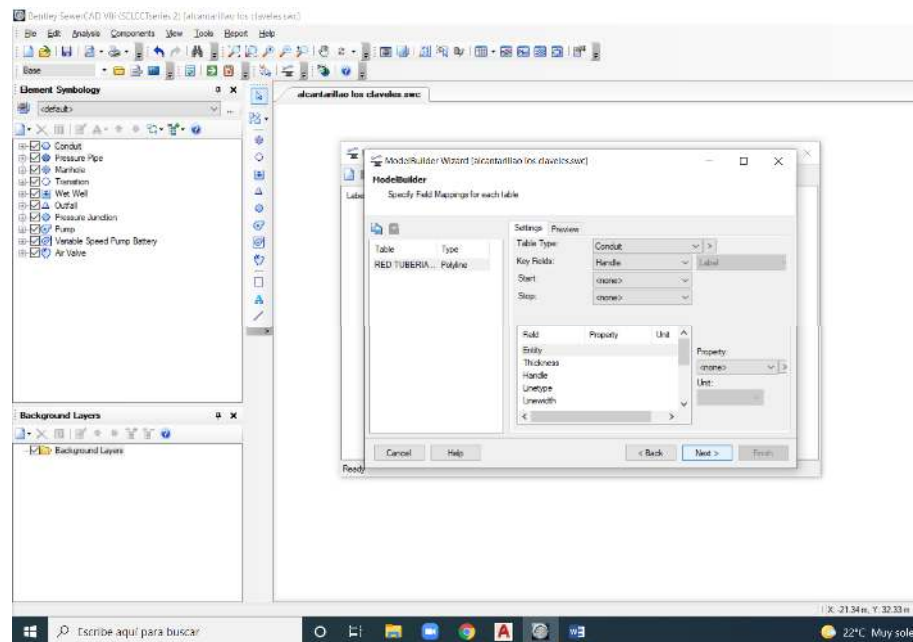 Bentley SewerCAD V8i (SELECTseries 2) [alcantarillao los claveles.swc]
File Edit Analysis Components View Tools Report Help
Base
Element Symbology
<default>
Conduit
Pressure Pipe
Manhole
Transition
Wet Well
Outfall
Pressure Junction
Pump
Variable Speed Pump Battery
Air Valve
Background Layers
Background Layers
alcantarillao los claveles.swc
ModelBuilder Wizard [alcantarillao los claveles.swc]
ModelBuilder
Specify Field Mappings for each table
Labe
Table Type
RED TUBERIA... Polyline
Settings Preview
Table Type: Conduit
Key Fields: Handle Label
Start: <none>
Stop: <none>
Field Property Unit
Entity
Thickness
Handle
Linetype
Linewidth
Property:
<none>
Unit:
Cancel Help < Back Next > Finish
Ready
X: -21.34 m, Y: 32.33 m
Escribe aquí para buscar
22°C Muy sole